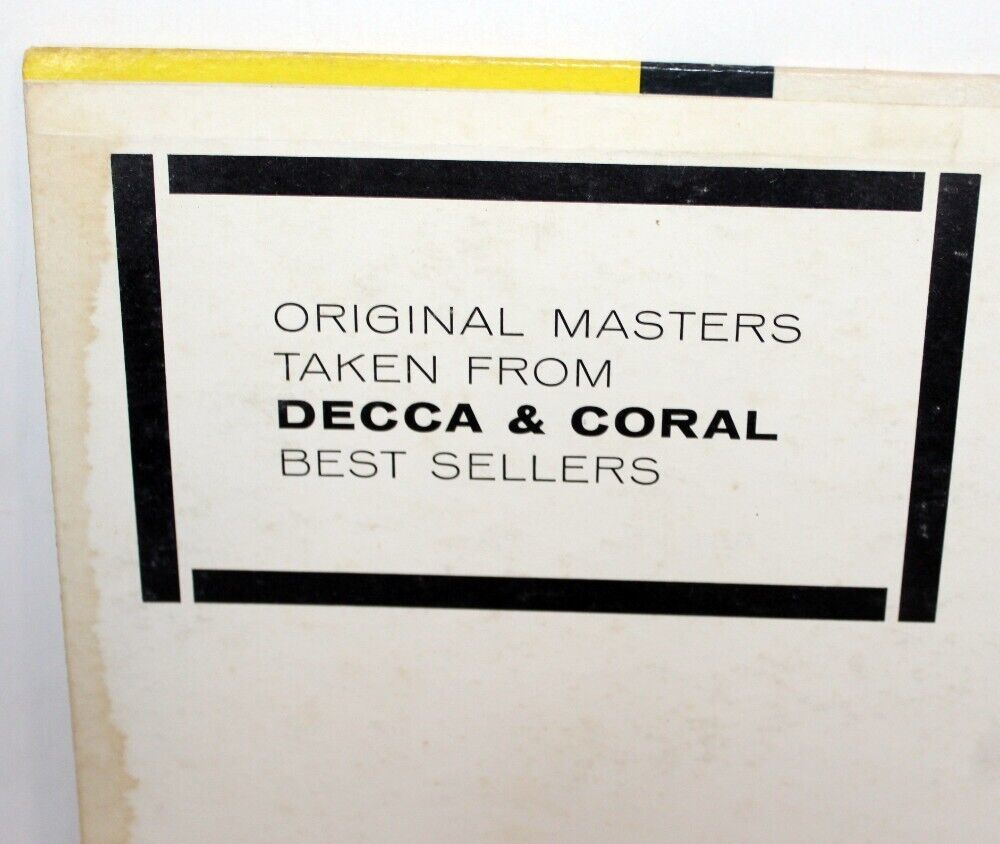 ORIGINAL MASTERS
TAKEN FROM
DECCA & CORAL
BEST SELLERS